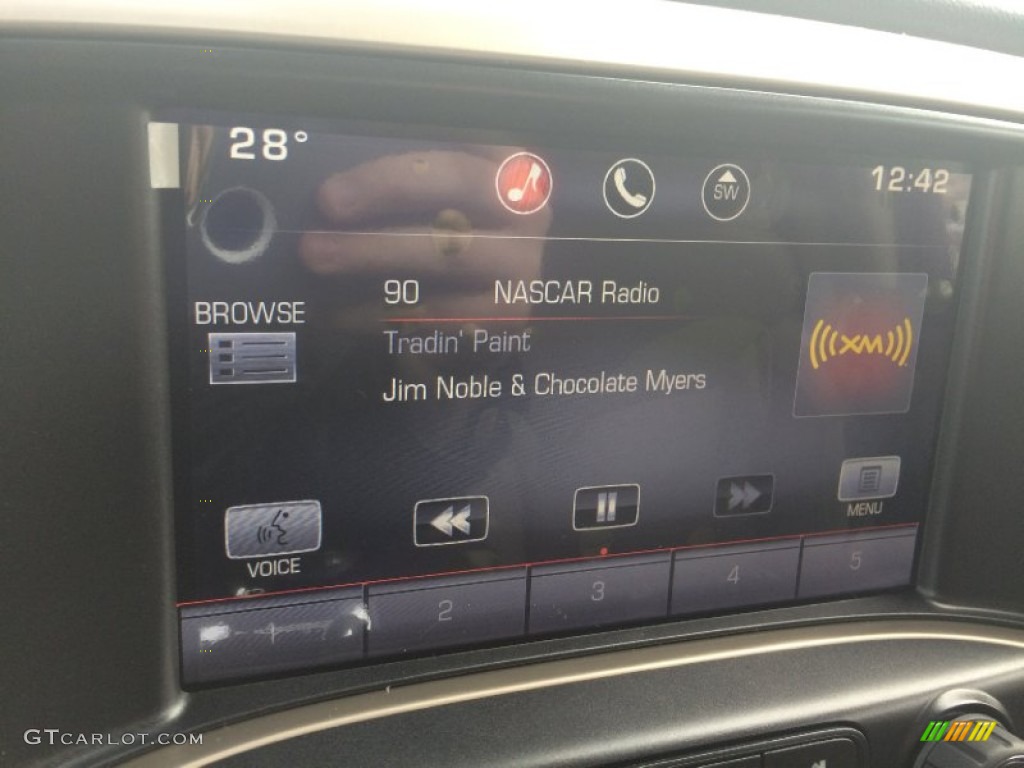 28°
SW
12:42
90 NASCAR Radio
BROWSE
Tradin' Paint
XM
Jim Noble & Chocolate Myers
VOICE
MENU
1 2 3 4 5
GTCARLOT.COM